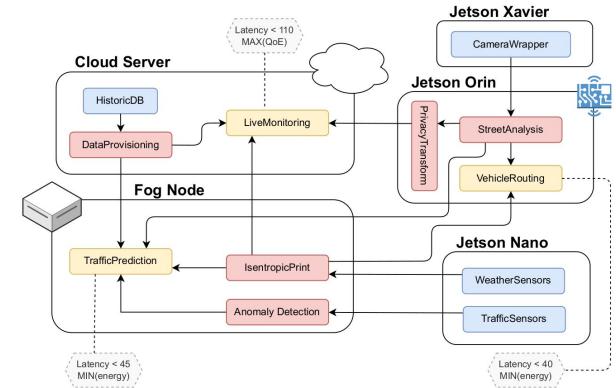 Jetson Xavier
Latency < 110
MAX(QoE)
CameraWrapper
Cloud Server
Jetson Orin
HistoricDB
LiveMonitoring
PrivacyTransform
StreetAnalysis
DataProvisioning
VehicleRouting
Fog Node
Jetson Nano
TrafficPrediction
IsentropicPrint
WeatherSensors
Anomaly Detection
TrafficSensors
Latency < 45
MIN(energy)
Latency < 40
MIN(energy)